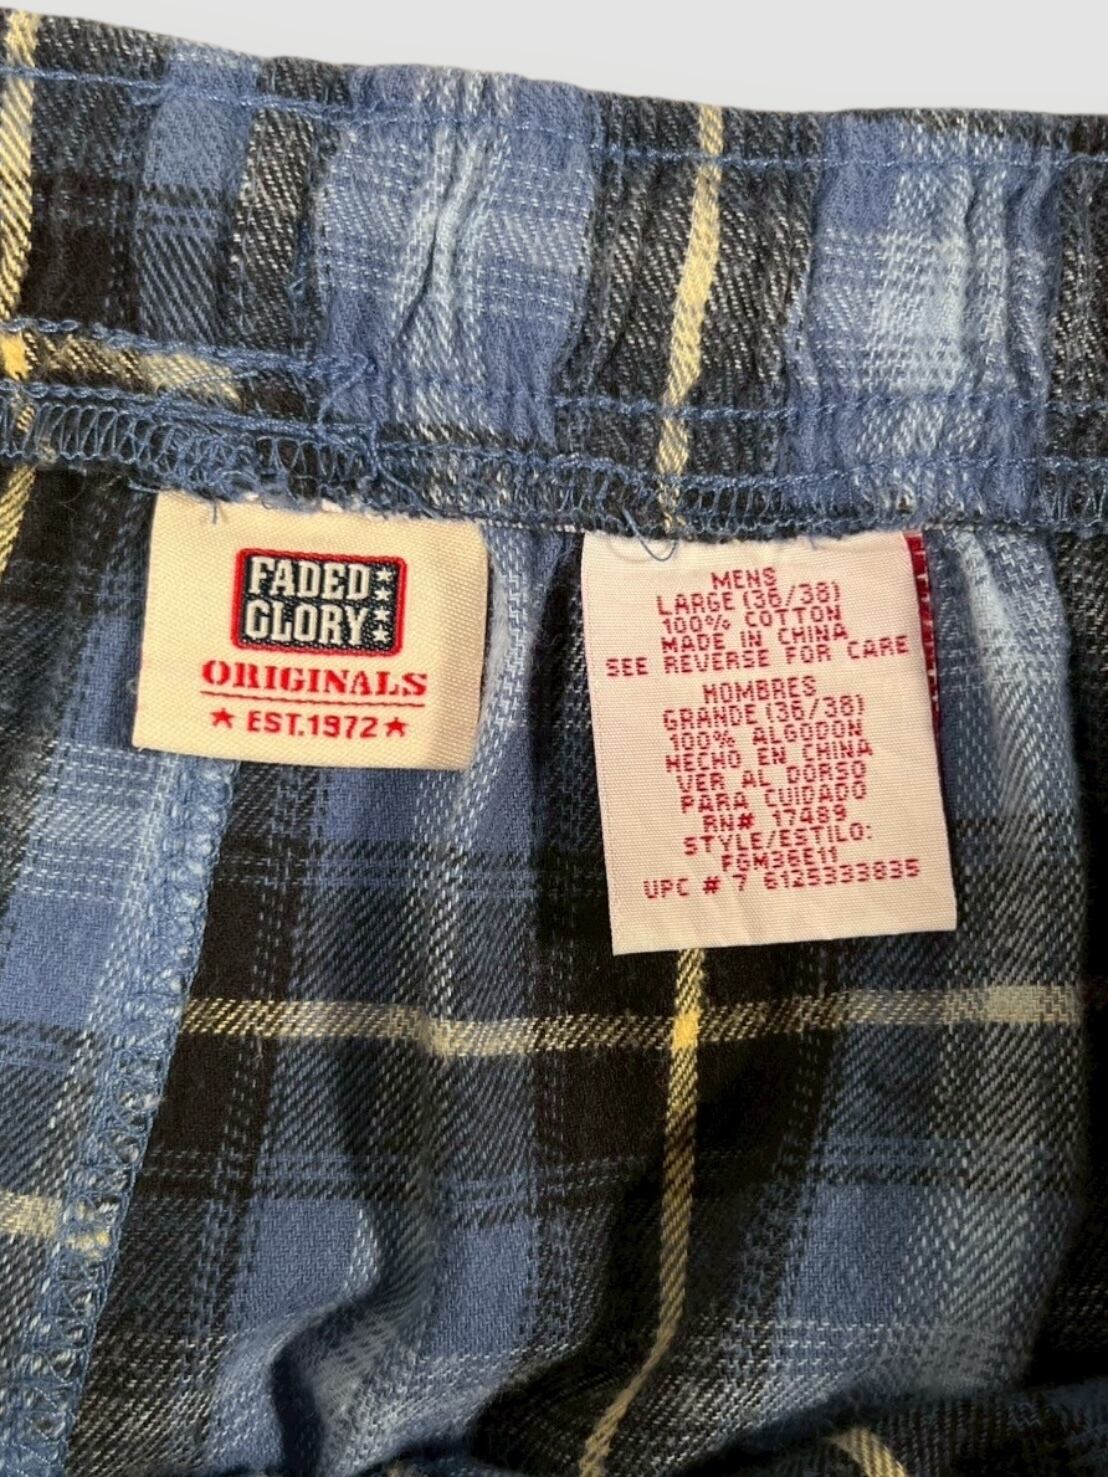 FADED
GLORY
ORIGINALS
★ EST.1972 ★
MENS
LARGE (36/38)
100% COTTON
MADE IN CHINA
SEE REVERSE FOR CARE
HOMBRES
GRANDE (36/38)
100% ALGODON
HECHO EN CHINA
VER AL DORSO
PARA CUIDADO
RN# 17489
STYLE/ESTILO:
FGM36E11
UPC # 7 6125333835